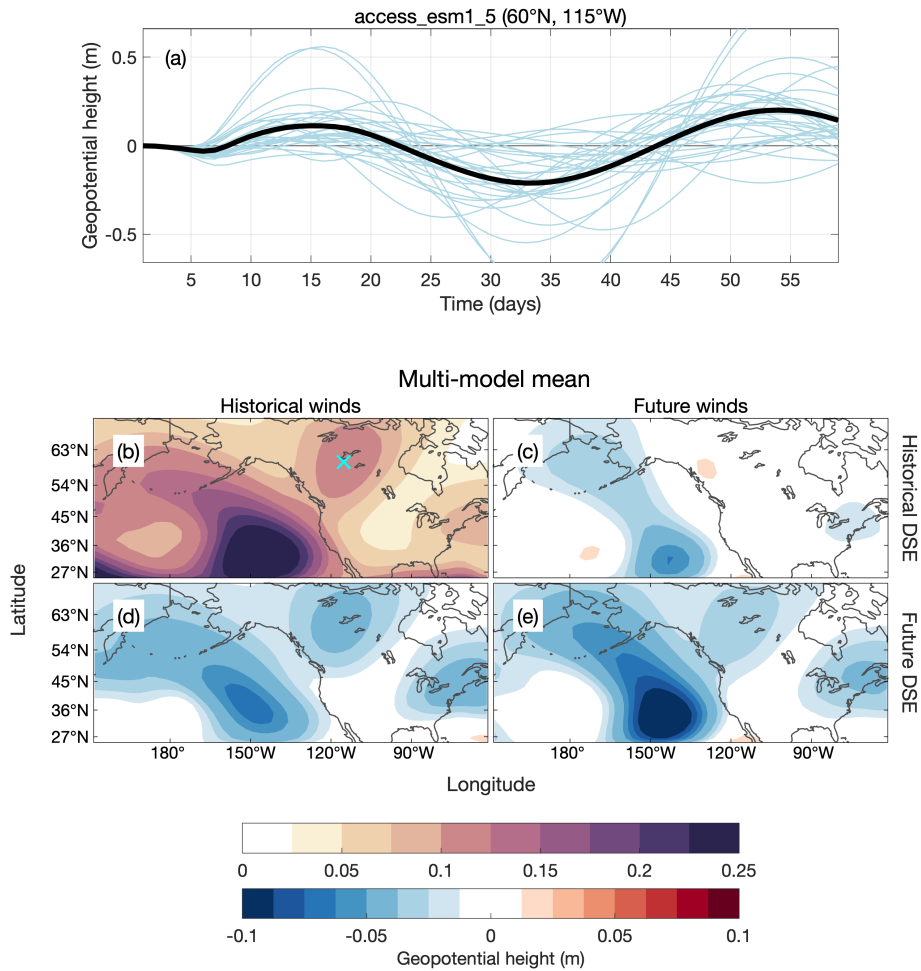 access_esm1_5 (60°N, 115°W)
(a)
Geopotential height (m)
0.5
0
-0.5
5 10 15 20 25 30 35 40 45 50 55
Time (days)
Multi-model mean
Historical winds Future winds
(b) (c)
63°N
54°N
45°N
36°N
27°N
Historical DSE
(d) (e)
63°N
54°N
45°N
36°N
27°N
Future DSE
Latitude
180° 150°W 120°W 90°W 180° 150°W 120°W 90°W
Longitude
0 0.05 0.1 0.15 0.2 0.25
-0.1 -0.05 0 0.05 0.1
Geopotential height (m)